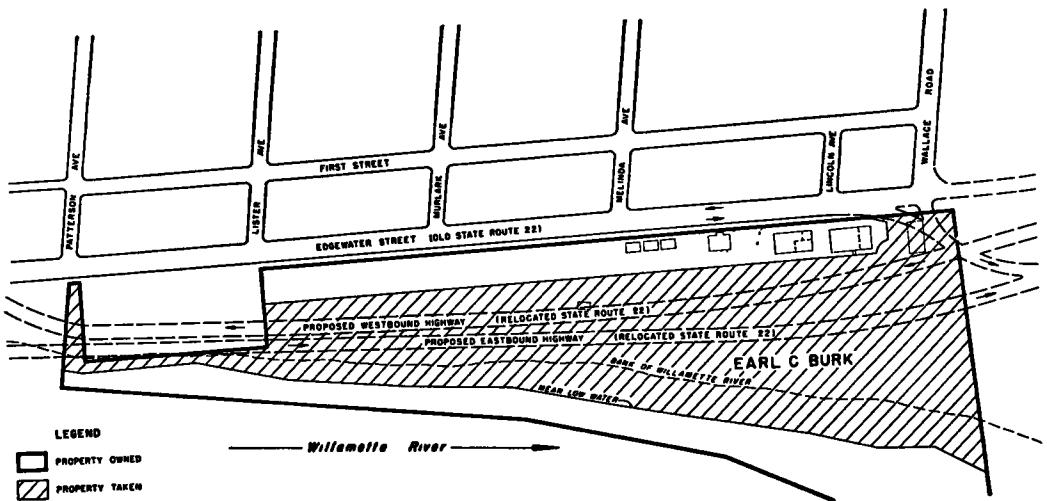 ROAD
WALLACE
AVE
AVE
AVE
AVE
FIRST STREET
PATTERSON
LISTER
MURLARK
MELINDA
LINCOLN AVE
EDGEWATER STREET (OLD STATE ROUTE 22)
PROPOSED WESTBOUND HIGHWAY (RELOCATED STATE ROUTE 22)
PROPOSED EASTBOUND HIGHWAY (RELOCATED STATE ROUTE 22)
EARL C BURK
BANK OF WILLAMETTE RIVER
MEAN LOW WATER
Willamette River
LEGEND
PROPERTY OWNED
PROPERTY TAKEN